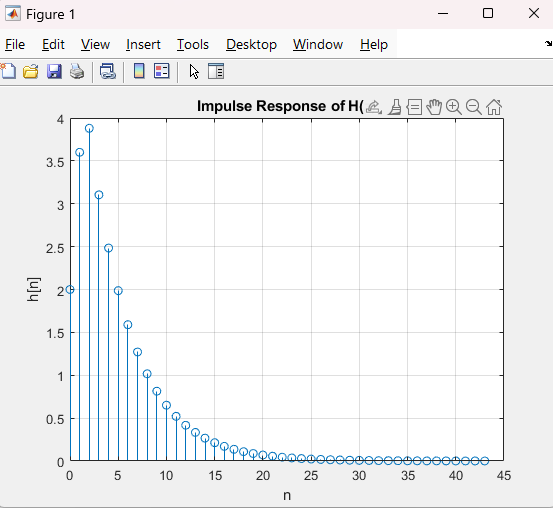 Figure 1
File Edit View Insert Tools Desktop Window Help
Impulse Response of H(
4
3.5
3
2.5
2
1.5
1
0.5
0
h[n]
0 5 10 15 20 25 30 35 40 45
n